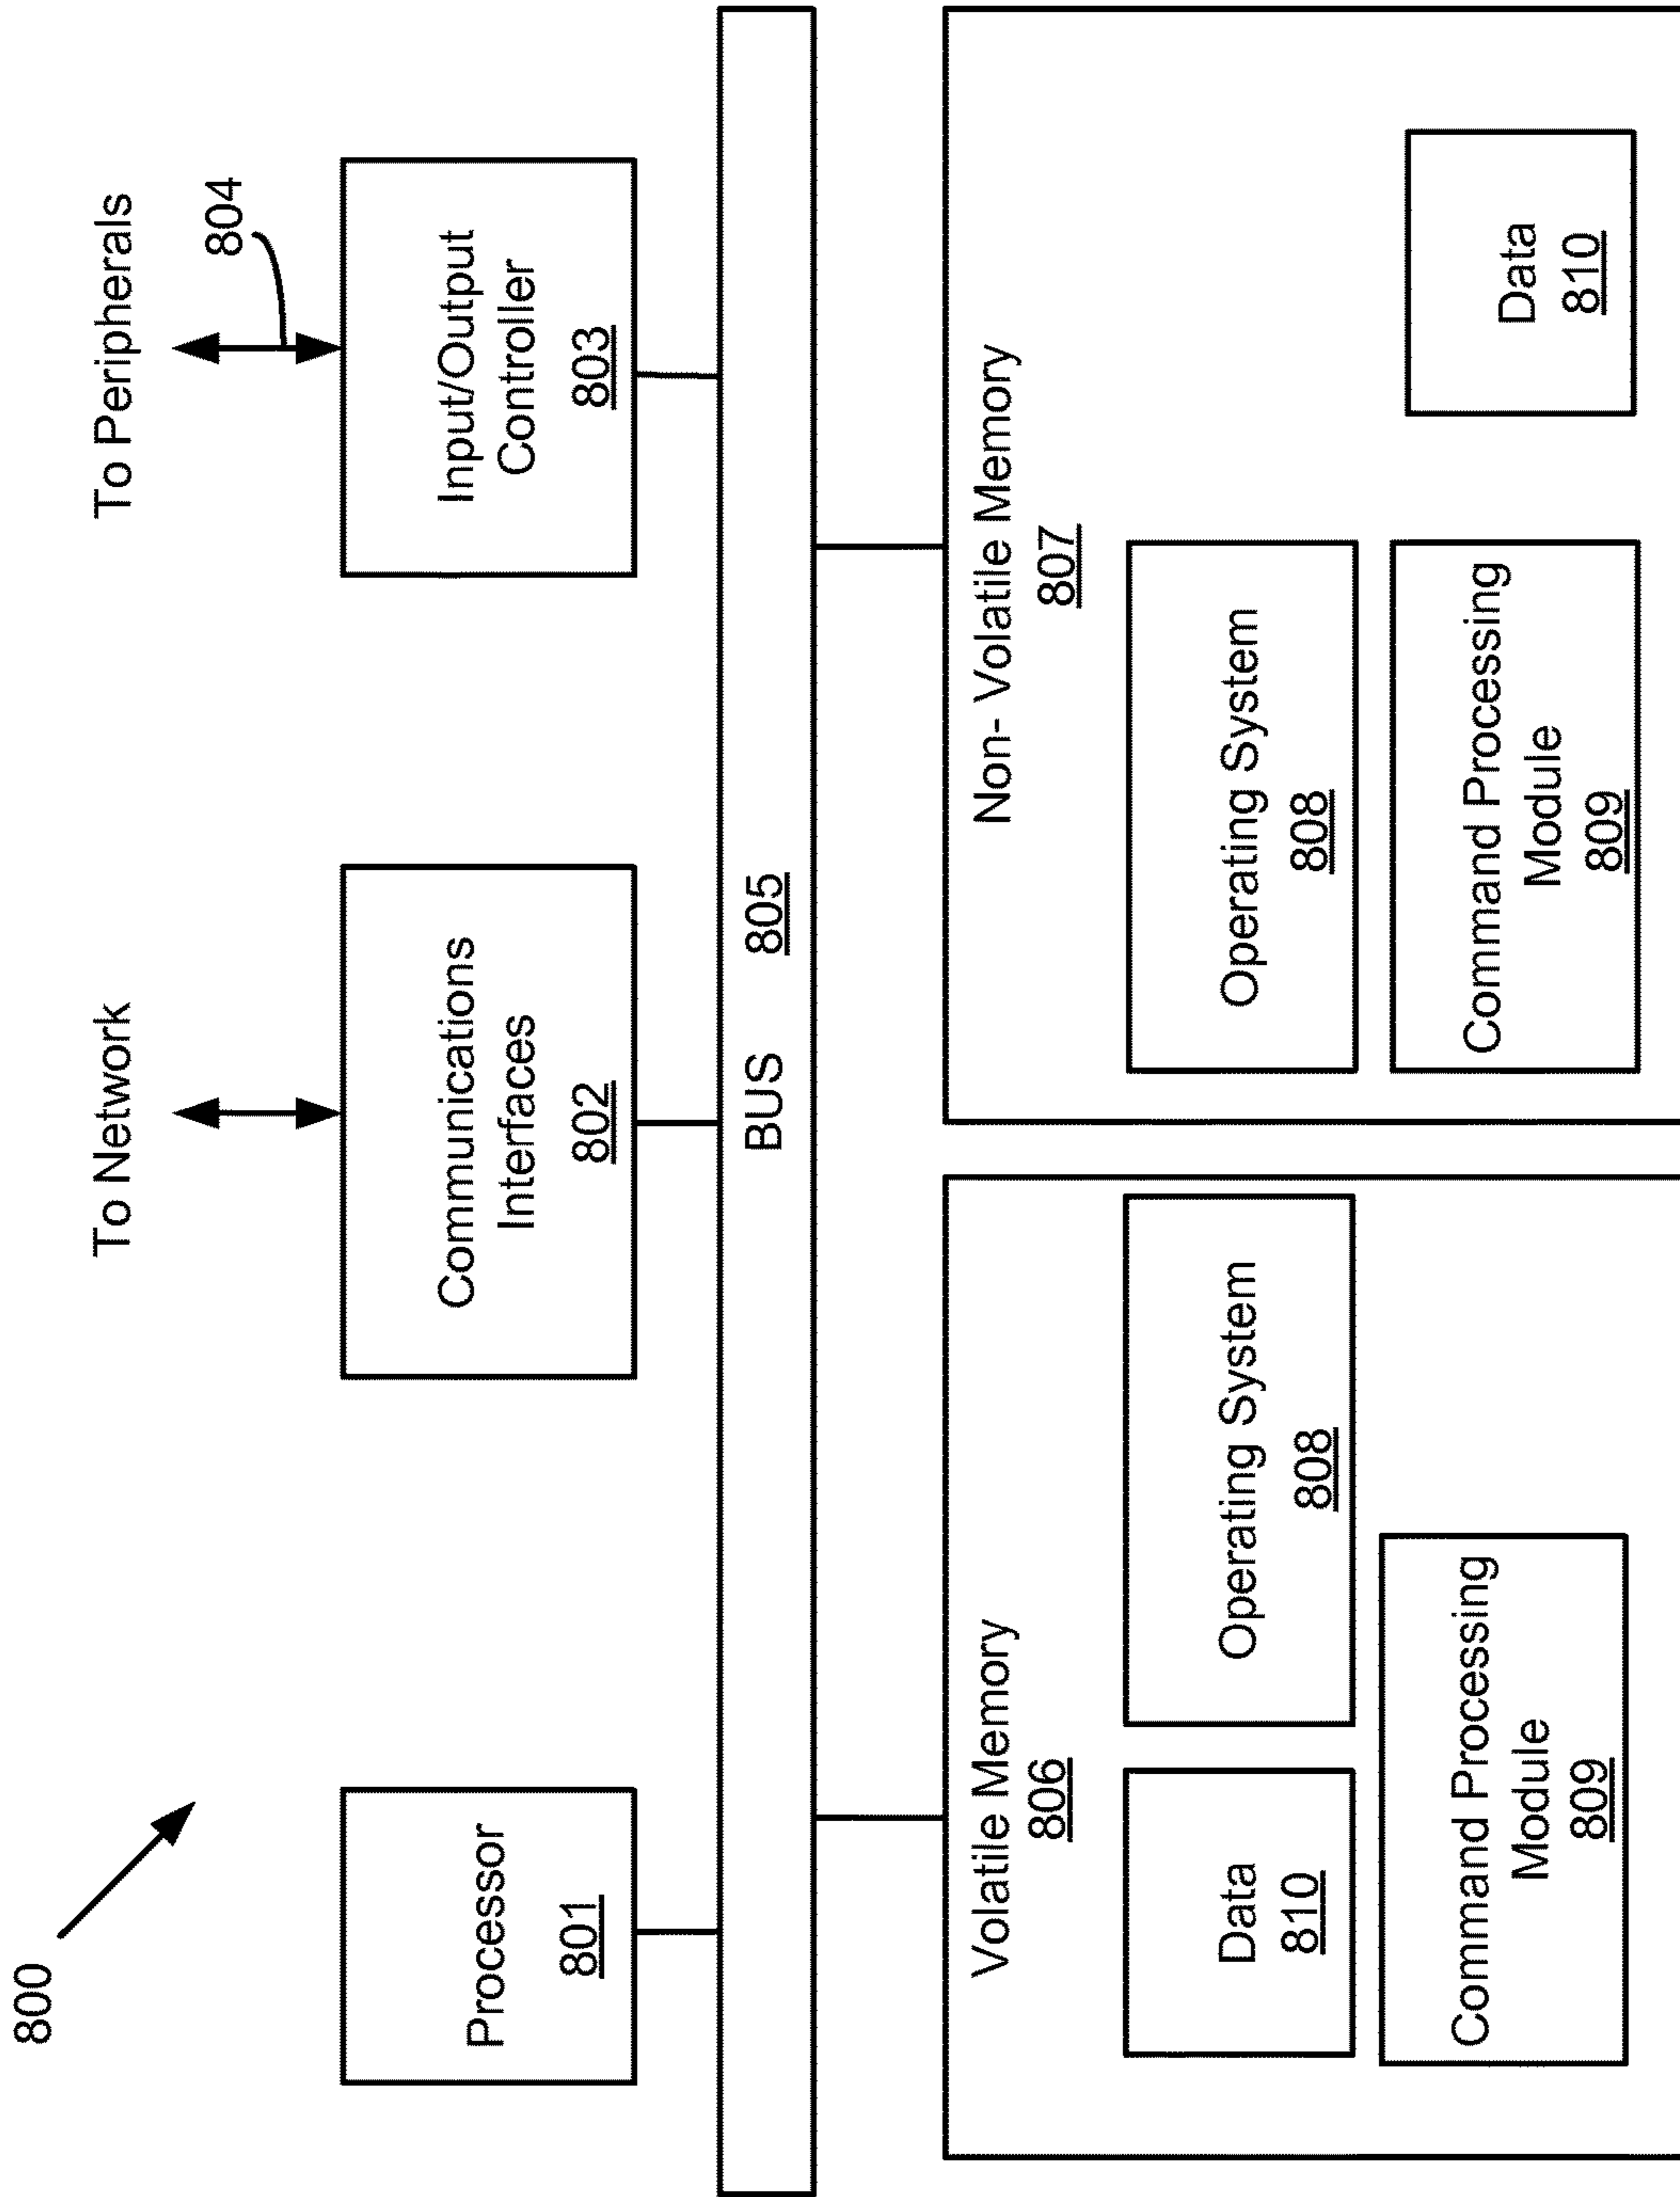 800
To Network
To Peripherals
804
Processor
801
Communications
Interfaces
802
Input/Output
Controller
803
BUS 805
Volatile Memory
806
Data
810
Operating System
808
Command Processing
Module
809
Non- Volatile Memory
807
Operating System
808
Command Processing
Module
809
Data
810